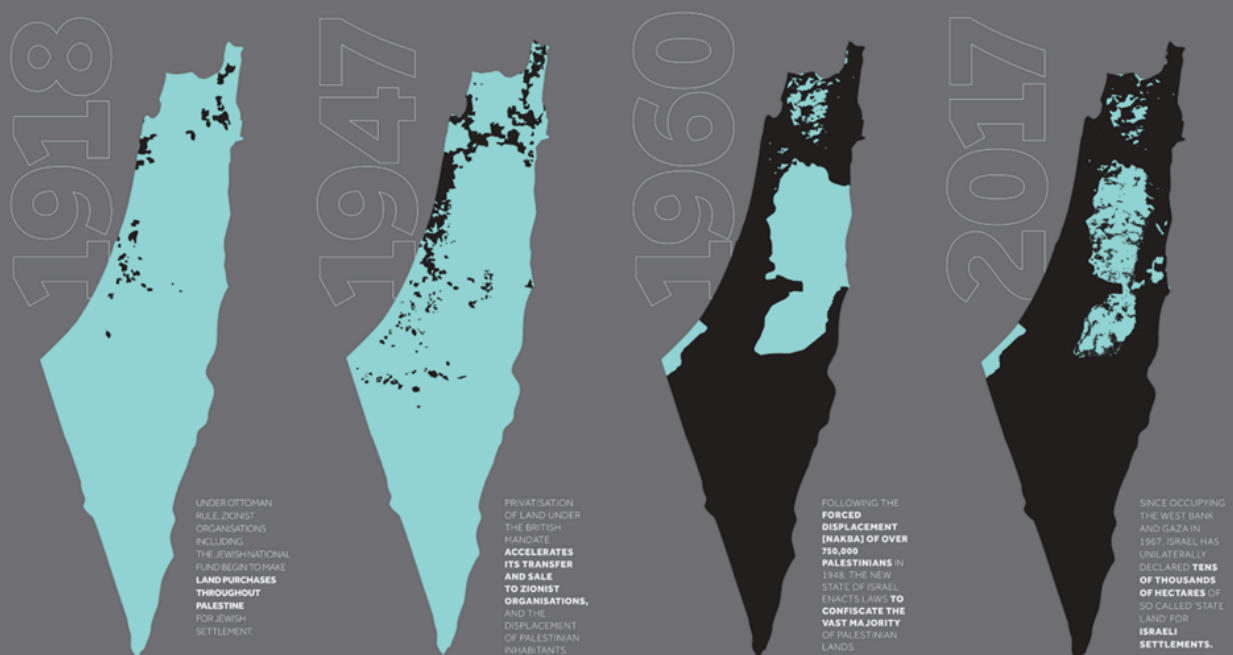 1918
UNDER OTTOMAN
RULE, ZIONIST
ORGANISATIONS
INCLUDING
THE JEWISH NATIONAL
FUND BEGIN TO MAKE
LAND PURCHASES
THROUGHOUT
PALESTINE
FOR JEWISH
SETTLEMENT.
1947
PRIVATISATION
OF LAND UNDER
THE BRITISH
MANDATE
ACCELERATES
ITS TRANSFER
AND SALE
TO ZIONIST
ORGANISATIONS,
AND THE
DISPLACEMENT
OF PALESTINIAN
INHABITANTS.
1960
FOLLOWING THE
FORCED
DISPLACEMENT
[NAKBA] OF OVER
750,000
PALESTINIANS IN
1948, THE NEW
STATE OF ISRAEL
ENACTS LAWS TO
CONFISCATE THE
VAST MAJORITY
OF PALESTINIAN
LANDS.
2017
SINCE OCCUPYING
THE WEST BANK
AND GAZA IN
1967, ISRAEL HAS
UNILATERALLY
DECLARED TENS
OF THOUSANDS
OF HECTARES OF
SO CALLED 'STATE
LAND' FOR
ISRAELI
SETTLEMENTS.